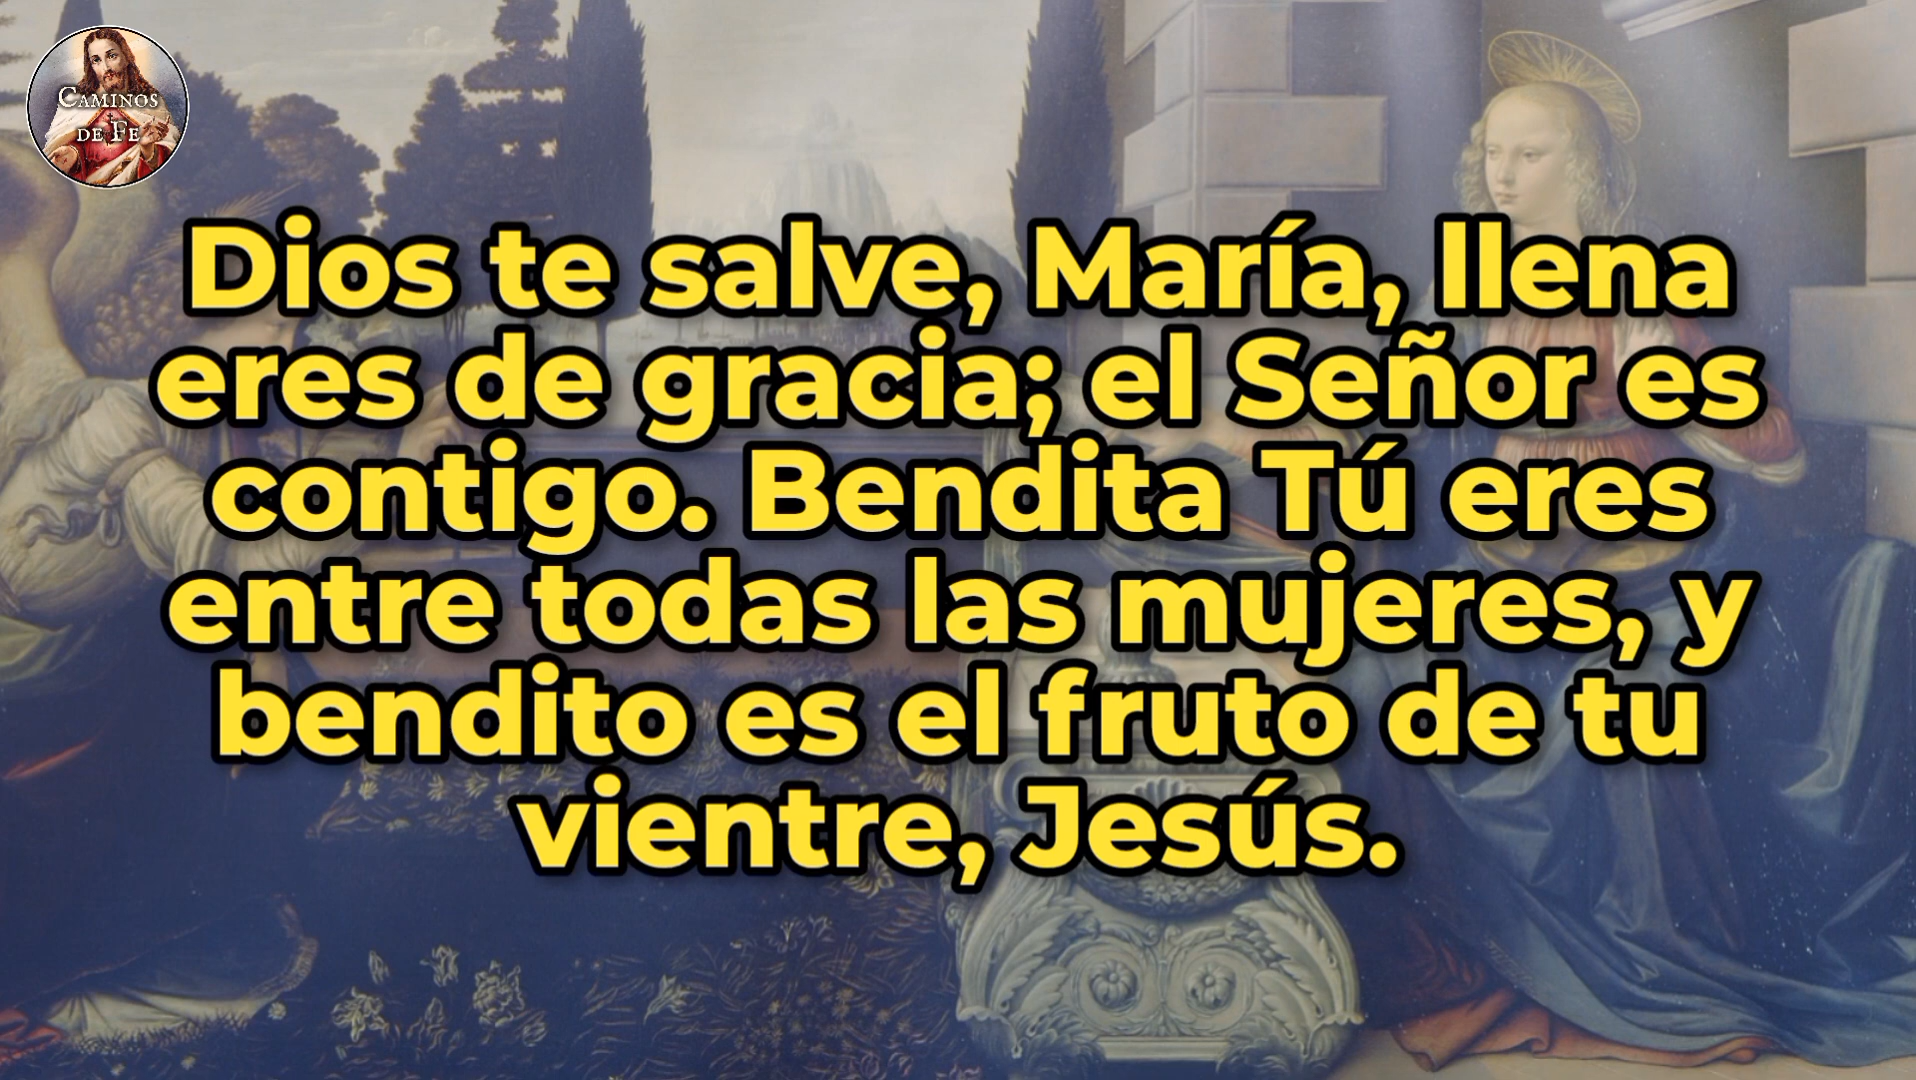 CAMINOS
DE FE
Dios te salve, María, llena
eres de gracia; el Señor es
contigo. Bendita Tú eres
entre todas las mujeres, y
bendito es el fruto de tu
vientre, Jesús.